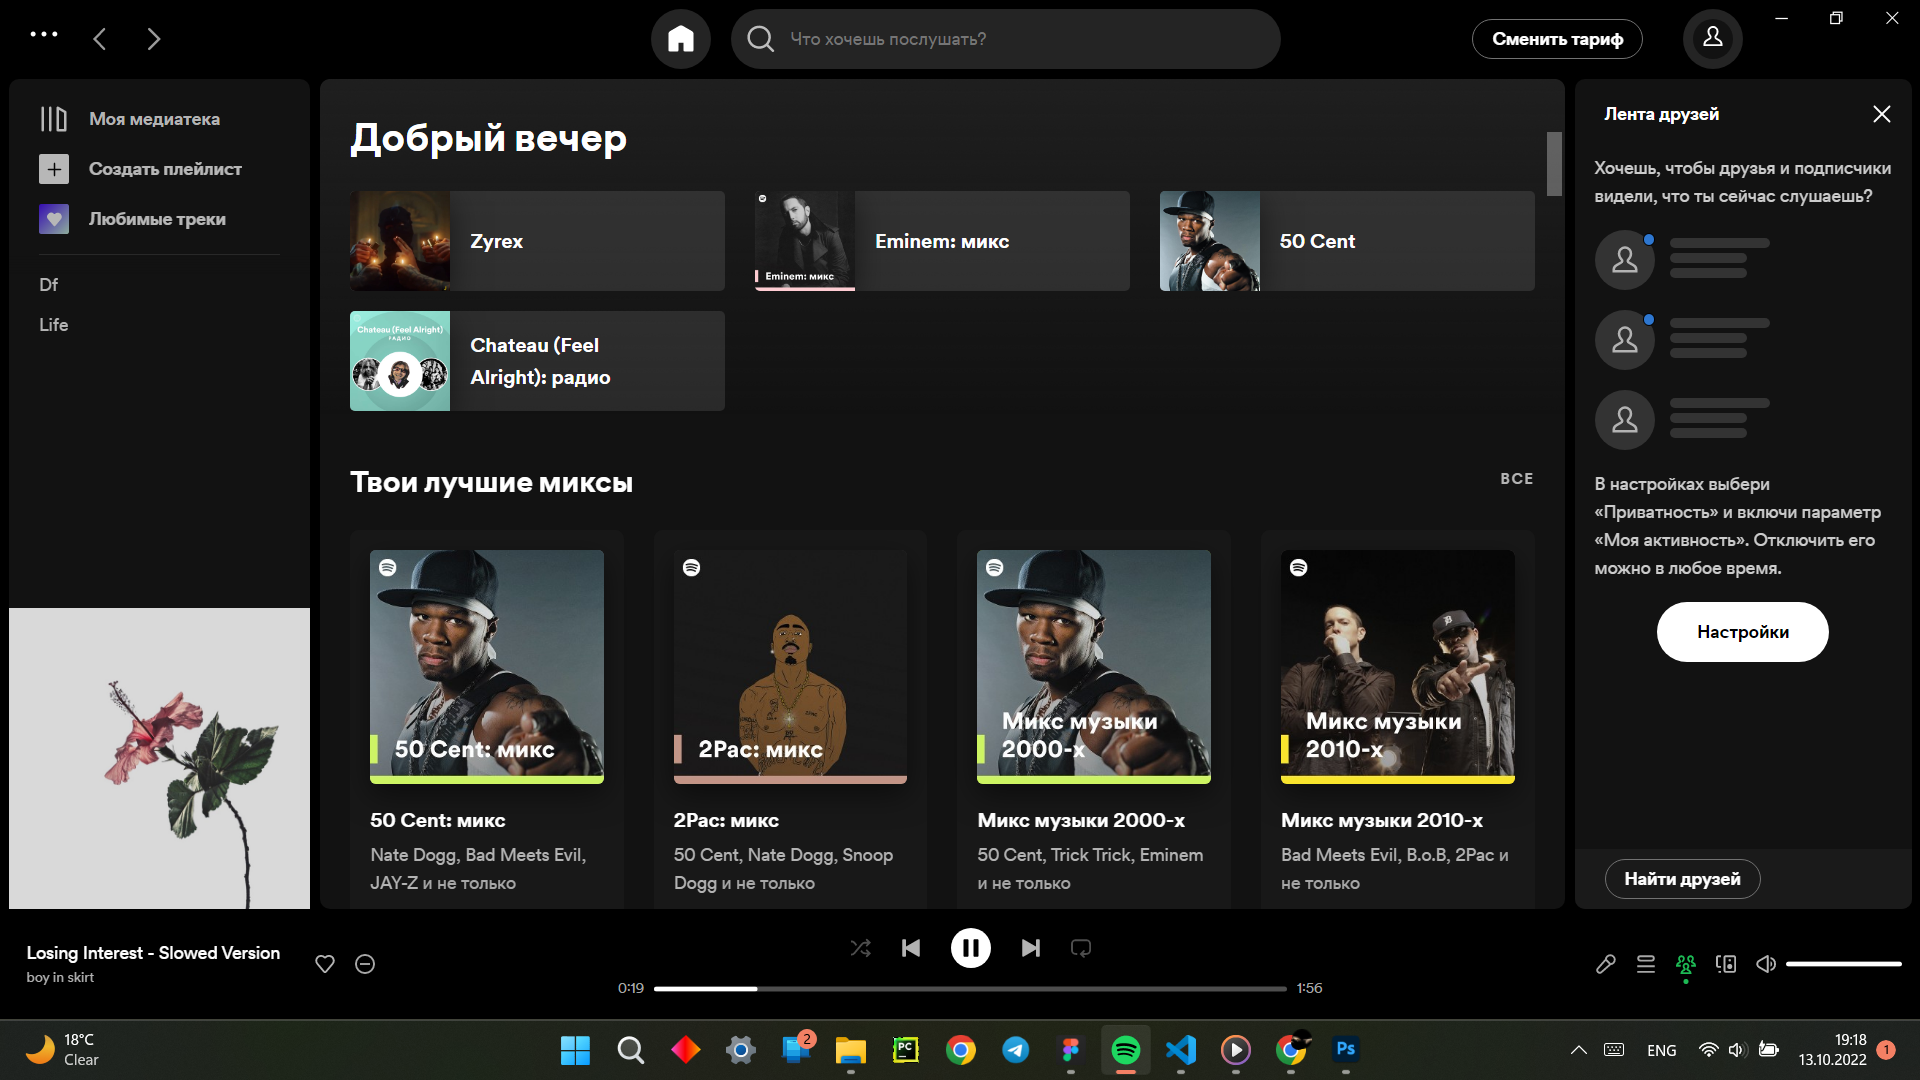 Что хочешь послушать?
Сменить тариф
Моя медиатека
Создать плейлист
Любимые треки
Df
Life
Добрый вечер
Zyrex
Eminem: микс
Eminem: микс
50 Cent
Chateau (Feel Alright)
РАДИО
Chateau (Feel
Alright): радио
Твои лучшие миксы
ВСЕ
50 Cent: микс
2Pac: микс
Микс музыки
2000-х
Микс музыки
2010-х
50 Cent: микс
Nate Dogg, Bad Meets Evil,
JAY-Z и не только
2Pac: микс
50 Cent, Nate Dogg, Snoop
Dogg и не только
Микс музыки 2000-х
50 Cent, Trick Trick, Eminem
и не только
Микс музыки 2010-х
Bad Meets Evil, B.o.B, 2Pac и
не только
Лента друзей
Хочешь, чтобы друзья и подписчики
видели, что ты сейчас слушаешь?
В настройках выбери
«Приватность» и включи параметр
«Моя активность». Отключить его
можно в любое время.
Настройки
Найти друзей
Losing Interest - Slowed Version
boy in skirt
0:19
1:56
18°C
Clear
2
PC
Ps
ENG
19:18
13.10.2022
1